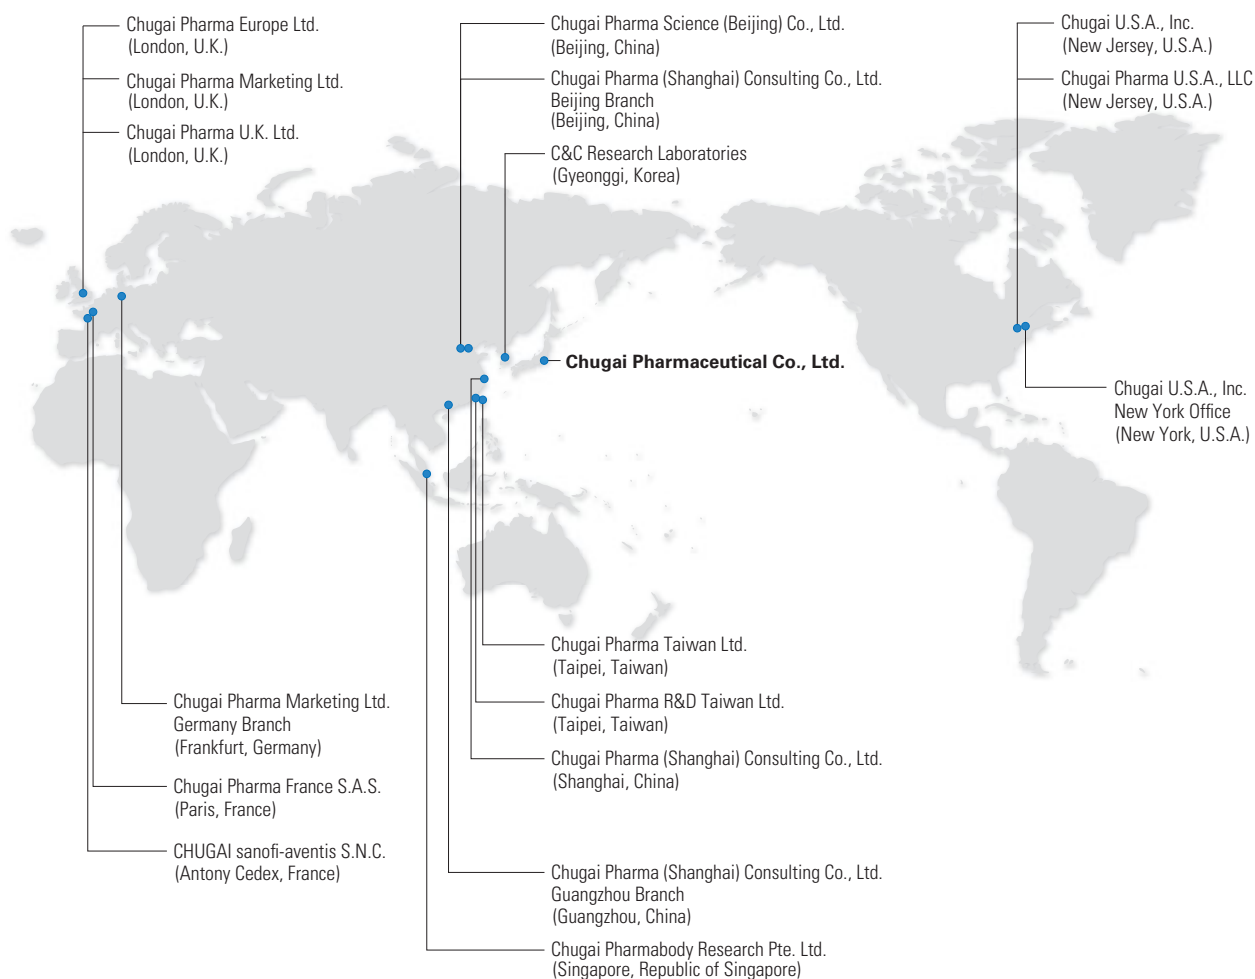 Chugai Pharma Europe Ltd.
(London, U.K.)
Chugai Pharma Marketing Ltd.
(London, U.K.)
Chugai Pharma U.K. Ltd.
(London, U.K.)
Chugai Pharma Science (Beijing) Co., Ltd.
(Beijing, China)
Chugai Pharma (Shanghai) Consulting Co., Ltd.
Beijing Branch
(Beijing, China)
C&C Research Laboratories
(Gyeonggi, Korea)
Chugai U.S.A., Inc.
(New Jersey, U.S.A.)
Chugai Pharma U.S.A., LLC
(New Jersey, U.S.A.)
Chugai Pharmaceutical Co., Ltd.
Chugai U.S.A., Inc.
New York Office
(New York, U.S.A.)
Chugai Pharma Marketing Ltd.
Germany Branch
(Frankfurt, Germany)
Chugai Pharma France S.A.S.
(Paris, France)
CHUGAI sanofi-aventis S.N.C.
(Antony Cedex, France)
Chugai Pharma Taiwan Ltd.
(Taipei, Taiwan)
Chugai Pharma R&D Taiwan Ltd.
(Taipei, Taiwan)
Chugai Pharma (Shanghai) Consulting Co., Ltd.
(Shanghai, China)
Chugai Pharma (Shanghai) Consulting Co., Ltd.
Guangzhou Branch
(Guangzhou, China)
Chugai Pharmabody Research Pte. Ltd.
(Singapore, Republic of Singapore)